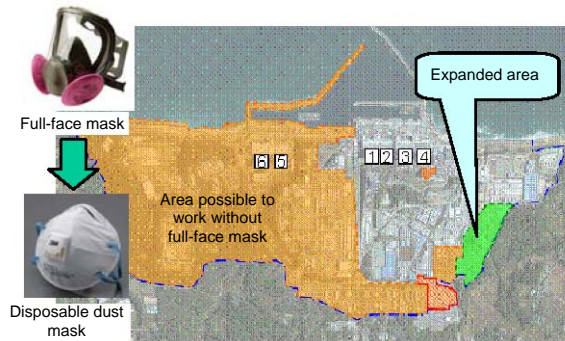 Full-face mask
Disposable dust
mask
Area possible to
work without
full-face mask
6 5
1 2 3 4
Expanded area